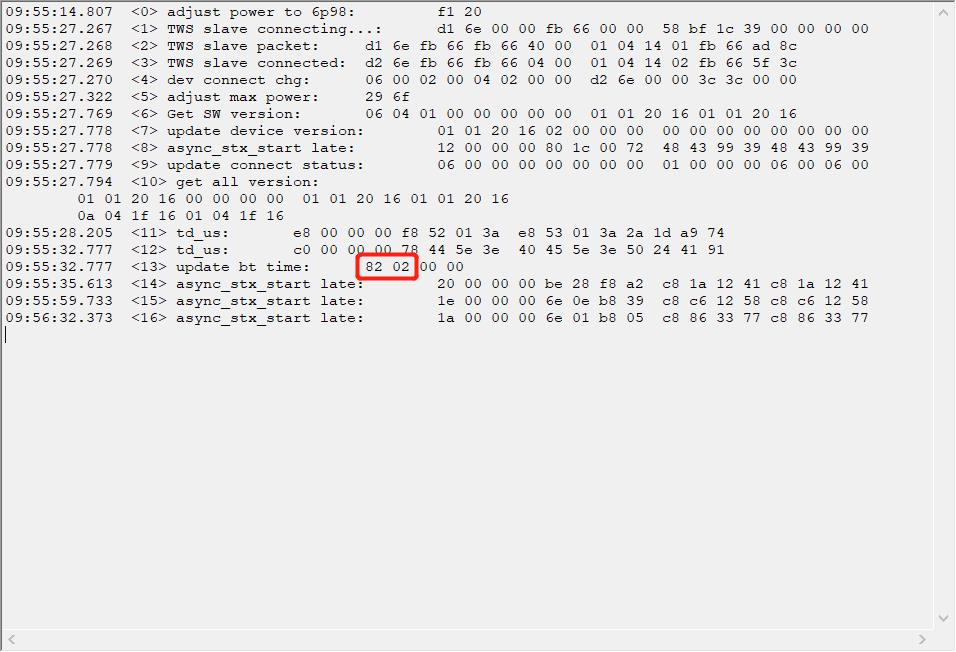 09:55:14.807 <0> adjust power to 6p98: f1 20
09:55:27.267 <1> TWS slave connecting...: d1 6e 00 00 fb 66 00 00 58 bf 1c 39 00 00 00 00
09:55:27.268 <2> TWS slave packet: d1 6e fb 66 fb 66 40 00 01 04 14 01 fb 66 ad 8c
09:55:27.269 <3> TWS slave connected: d2 6e fb 66 fb 66 04 00 01 04 14 02 fb 66 5f 3c
09:55:27.270 <4> dev connect chg: 06 00 02 00 04 02 00 00 d2 6e 00 00 3c 3c 00 00
09:55:27.322 <5> adjust max power: 29 6f
09:55:27.769 <6> Get SW version: 06 04 01 00 00 00 00 00 01 01 20 16 01 01 20 16
09:55:27.778 <7> update device version: 01 01 20 16 02 00 00 00 00 00 00 00 00 00 00 00
09:55:27.778 <8> async_stx_start late: 12 00 00 00 80 1c 00 72 48 43 99 39 48 43 99 39
09:55:27.779 <9> update connect status: 06 00 00 00 00 00 00 00 01 00 00 00 06 00 06 00
09:55:27.794 <10> get all version:
01 01 20 16 00 00 00 00 01 01 20 16 01 01 20 16
0a 04 1f 16 01 04 1f 16
09:55:28.205 <11> td_us: e8 00 00 00 f8 52 01 3a e8 53 01 3a 2a 1d a9 74
09:55:32.777 <12> td_us: c0 00 00 00 78 44 5e 3e 40 45 5e 3e 50 24 41 91
09:55:32.777 <13> update bt time: 82 02 00 00
09:55:35.613 <14> async_stx_start late: 20 00 00 00 be 28 f8 a2 c8 1a 12 41 c8 1a 12 41
09:55:59.733 <15> async_stx_start late: 1e 00 00 00 6e 0e b8 39 c8 c6 12 58 c8 c6 12 58
09:56:32.373 <16> async_stx_start late: 1a 00 00 00 6e 01 b8 05 c8 86 33 77 c8 86 33 77